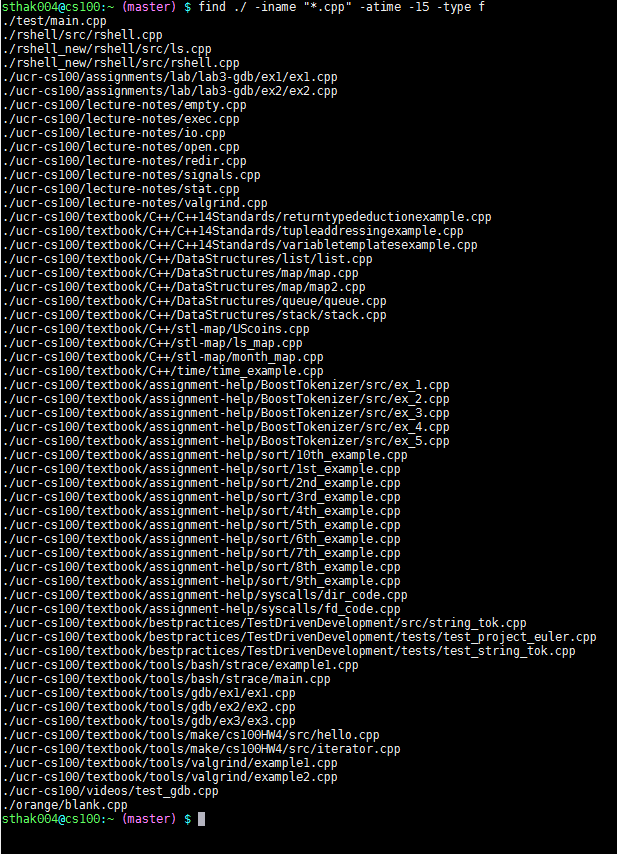 sthak004@cs100:~ (master) $ find ./ -iname "*.cpp" -atime -15 -type f
./test/main.cpp
./rshell/src/rshell.cpp
./rshell_new/rshell/src/ls.cpp
./rshell_new/rshell/src/rshell.cpp
./ucr-cs100/assignments/lab/lab3-gdb/ex1/ex1.cpp
./ucr-cs100/assignments/lab/lab3-gdb/ex2/ex2.cpp
./ucr-cs100/lecture-notes/empty.cpp
./ucr-cs100/lecture-notes/exec.cpp
./ucr-cs100/lecture-notes/io.cpp
./ucr-cs100/lecture-notes/open.cpp
./ucr-cs100/lecture-notes/redir.cpp
./ucr-cs100/lecture-notes/signals.cpp
./ucr-cs100/lecture-notes/stat.cpp
./ucr-cs100/lecture-notes/valgrind.cpp
./ucr-cs100/textbook/C++/C++14Standards/returntypedeductionexample.cpp
./ucr-cs100/textbook/C++/C++14Standards/tupleaddressingexample.cpp
./ucr-cs100/textbook/C++/C++14Standards/variabletemplatesexample.cpp
./ucr-cs100/textbook/C++/DataStructures/list/list.cpp
./ucr-cs100/textbook/C++/DataStructures/map/map.cpp
./ucr-cs100/textbook/C++/DataStructures/map/map2.cpp
./ucr-cs100/textbook/C++/DataStructures/queue/queue.cpp
./ucr-cs100/textbook/C++/DataStructures/stack/stack.cpp
./ucr-cs100/textbook/C++/stl-map/UScoins.cpp
./ucr-cs100/textbook/C++/stl-map/ls_map.cpp
./ucr-cs100/textbook/C++/stl-map/month_map.cpp
./ucr-cs100/textbook/C++/time/time_example.cpp
./ucr-cs100/textbook/assignment-help/BoostTokenizer/src/ex_1.cpp
./ucr-cs100/textbook/assignment-help/BoostTokenizer/src/ex_2.cpp
./ucr-cs100/textbook/assignment-help/BoostTokenizer/src/ex_3.cpp
./ucr-cs100/textbook/assignment-help/BoostTokenizer/src/ex_4.cpp
./ucr-cs100/textbook/assignment-help/BoostTokenizer/src/ex_5.cpp
./ucr-cs100/textbook/assignment-help/sort/10th_example.cpp
./ucr-cs100/textbook/assignment-help/sort/1st_example.cpp
./ucr-cs100/textbook/assignment-help/sort/2nd_example.cpp
./ucr-cs100/textbook/assignment-help/sort/3rd_example.cpp
./ucr-cs100/textbook/assignment-help/sort/4th_example.cpp
./ucr-cs100/textbook/assignment-help/sort/5th_example.cpp
./ucr-cs100/textbook/assignment-help/sort/6th_example.cpp
./ucr-cs100/textbook/assignment-help/sort/7th_example.cpp
./ucr-cs100/textbook/assignment-help/sort/8th_example.cpp
./ucr-cs100/textbook/assignment-help/sort/9th_example.cpp
./ucr-cs100/textbook/assignment-help/syscalls/dir_code.cpp
./ucr-cs100/textbook/assignment-help/syscalls/fd_code.cpp
./ucr-cs100/textbook/bestpractices/TestDrivenDevelopment/src/string_tok.cpp
./ucr-cs100/textbook/bestpractices/TestDrivenDevelopment/tests/test_project_euler.cpp
./ucr-cs100/textbook/bestpractices/TestDrivenDevelopment/tests/test_string_tok.cpp
./ucr-cs100/textbook/tools/bash/strace/example1.cpp
./ucr-cs100/textbook/tools/bash/strace/main.cpp
./ucr-cs100/textbook/tools/gdb/ex1/ex1.cpp
./ucr-cs100/textbook/tools/gdb/ex2/ex2.cpp
./ucr-cs100/textbook/tools/gdb/ex3/ex3.cpp
./ucr-cs100/textbook/tools/make/cs100HW4/src/hello.cpp
./ucr-cs100/textbook/tools/make/cs100HW4/src/iterator.cpp
./ucr-cs100/textbook/tools/valgrind/example1.cpp
./ucr-cs100/textbook/tools/valgrind/example2.cpp
./ucr-cs100/videos/test_gdb.cpp
./orange/blank.cpp
sthak004@cs100:~ (master) $